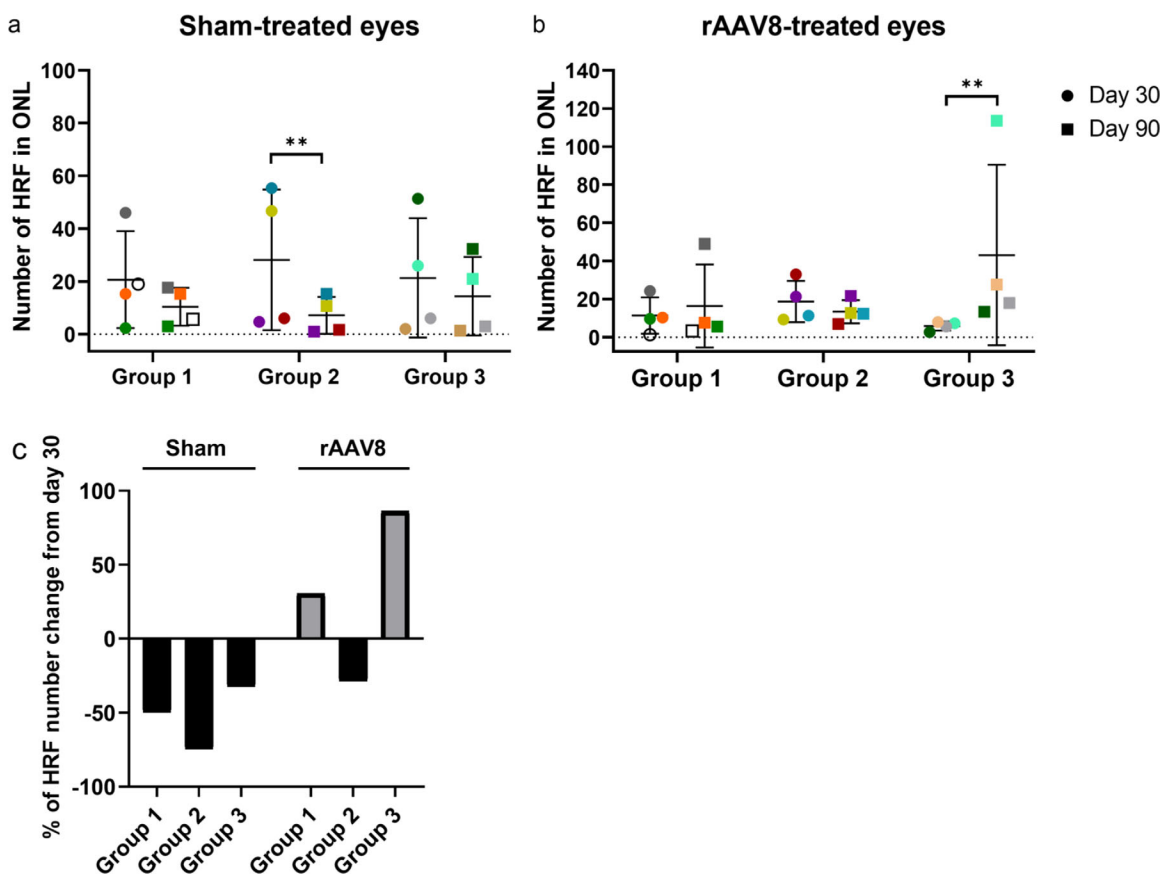 a
Sham-treated eyes
Number of HRF in ONL
100
80
60
40
20
0
**
Group 1
Group 2
Group 3
b
rAAV8-treated eyes
Number of HRF in ONL
140
120
100
80
60
40
20
0
**
Group 1
Group 2
Group 3
Day 30
Day 90
c
Sham
rAAV8
% of HRF number change from day 30
100
50
0
-50
-100
Group 1
Group 2
Group 3
Group 1
Group 2
Group 3